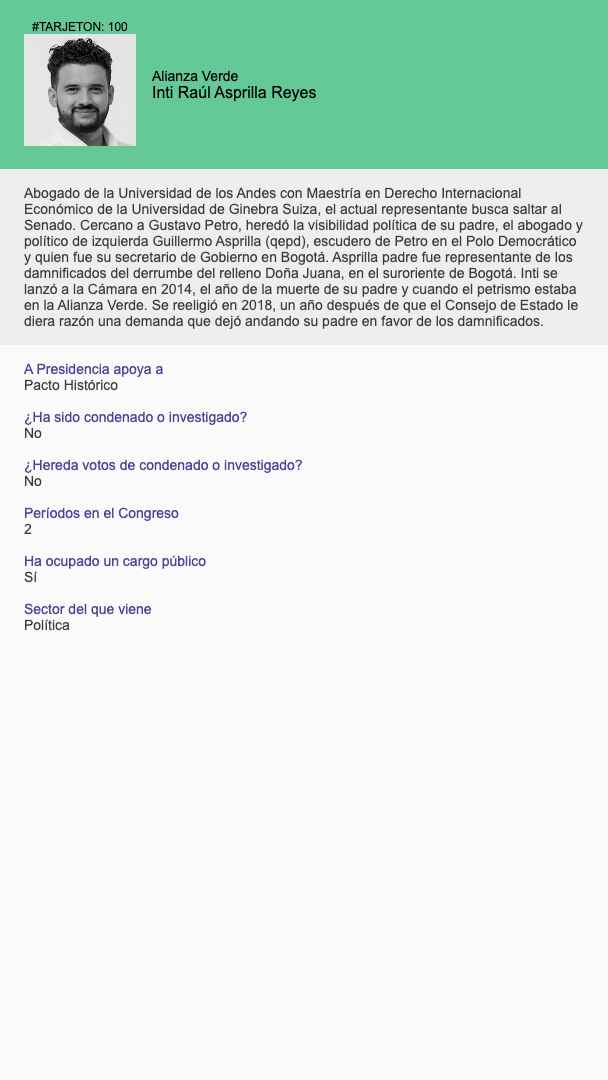 #TARJETON: 100
Alianza Verde
Inti Raúl Asprilla Reyes
Abogado de la Universidad de los Andes con Maestría en Derecho Internacional
Económico de la Universidad de Ginebra Suiza, el actual representante busca saltar al
Senado. Cercano a Gustavo Petro, heredó la visibilidad política de su padre, el abogado y
político de izquierda Guillermo Asprilla (qepd), escudero de Petro en el Polo Democrático
y quien fue su secretario de Gobierno en Bogotá. Asprilla padre fue representante de los
damnificados del derrumbe del relleno Doña Juana, en el suroriente de Bogotá. Inti se
lanzó a la Cámara en 2014, el año de la muerte de su padre y cuando el petrismo estaba
en la Alianza Verde. Se reeligió en 2018, un año después de que el Consejo de Estado le
diera razón una demanda que dejó andando su padre en favor de los damnificados.
A Presidencia apoya a
Pacto Histórico
¿Ha sido condenado o investigado?
No
¿Hereda votos de condenado o investigado?
No
Períodos en el Congreso
2
Ha ocupado un cargo público
Sí
Sector del que viene
Política